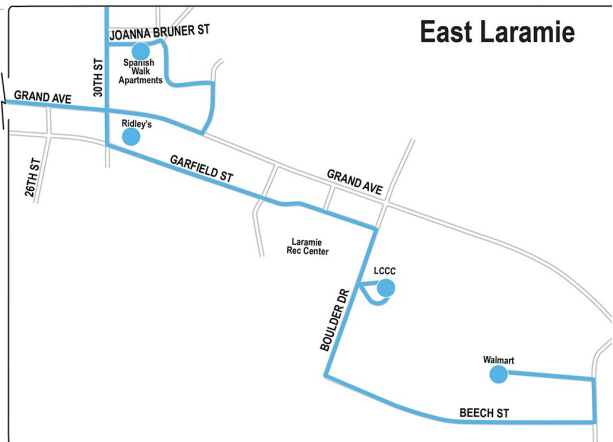 East Laramie
JOANNA BRUNER ST
Spanish
Walk
Apartments
30TH ST
GRAND AVE
Ridley's
26TH ST
GARFIELD ST
GRAND AVE
Laramie
Rec Center
LCCC
BOULDER DR
Walmart
BEECH ST